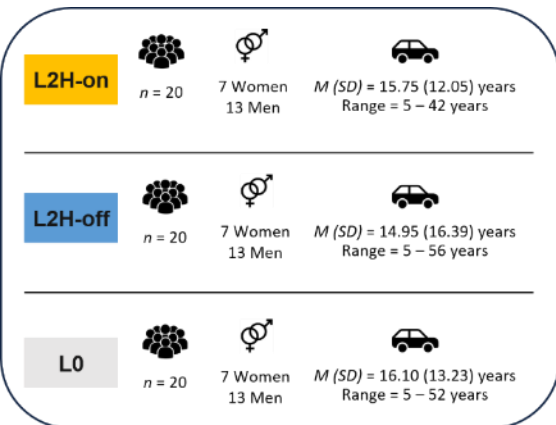 L2H-on
n = 20
7 Women
13 Men
M (SD) = 15.75 (12.05) years
Range = 5 – 42 years
L2H-off
n = 20
7 Women
13 Men
M (SD) = 14.95 (16.39) years
Range = 5 – 56 years
L0
n = 20
7 Women
13 Men
M (SD) = 16.10 (13.23) years
Range = 5 – 52 years